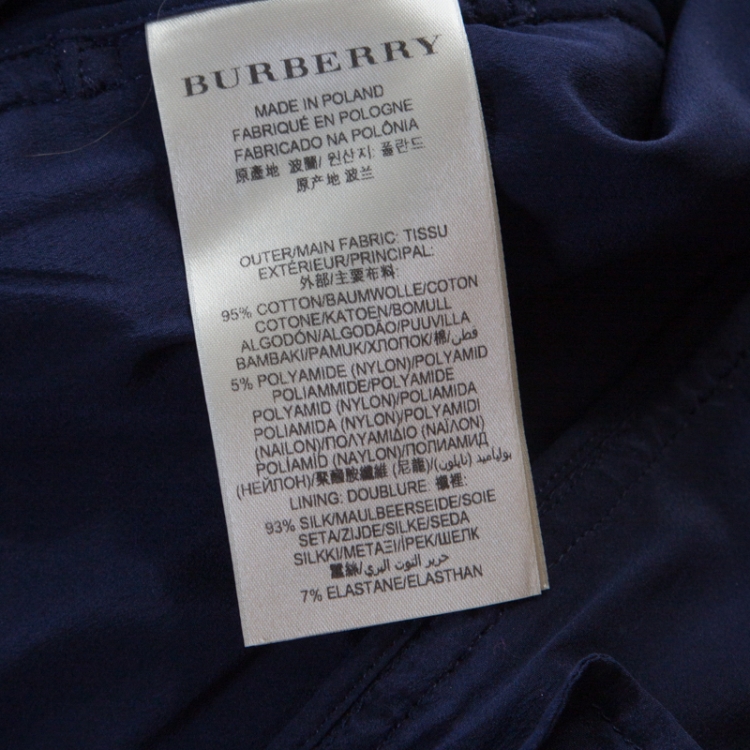 BURBERRY
MADE IN POLAND
FABRIQUÉ EN POLOGNE
FABRICADO NA POLÔNIA
原產地 波蘭/ 원산지: 폴란드
原产地 波兰
OUTER/MAIN FABRIC: TISSU
EXTÉRIEUR/PRINCIPAL:
外部/主要布料:
95% COTTON/BAUMWOLLE/COTON
COTONE/KATOEN/BOMULL
ALGODÓN/ALGODÃO/PUUVILLA
BAMBAKI/PAMUK/ХЛОПОК/棉/قطن
5% POLYAMIDE (NYLON)/POLYAMID
POLIAMMIDE/POLYAMIDE
POLYAMID (NYLON)/POLIAMIDA
POLIAMIDA (NYLON)/POLYAMIDI
(NAILON)/ΠΟΛΥAMIΔIO (NAΪΛON)
POLİAMİD (NAYLON)/ПОЛИАМИД
(НЕЙЛОН)/聚醯胺纖維 (尼龍)/(نايلون) بولياميد
LINING: DOUBLURE: 襯裡:
93% SILK/MAULBEERSEIDE/SOIE
SETA/ZIJDE/SILKE/SEDA
SILKKI/METAΞI/İPEK/ШЕЛК
蠶絲/حرير التوت البري
7% ELASTANE/ELASTHAN